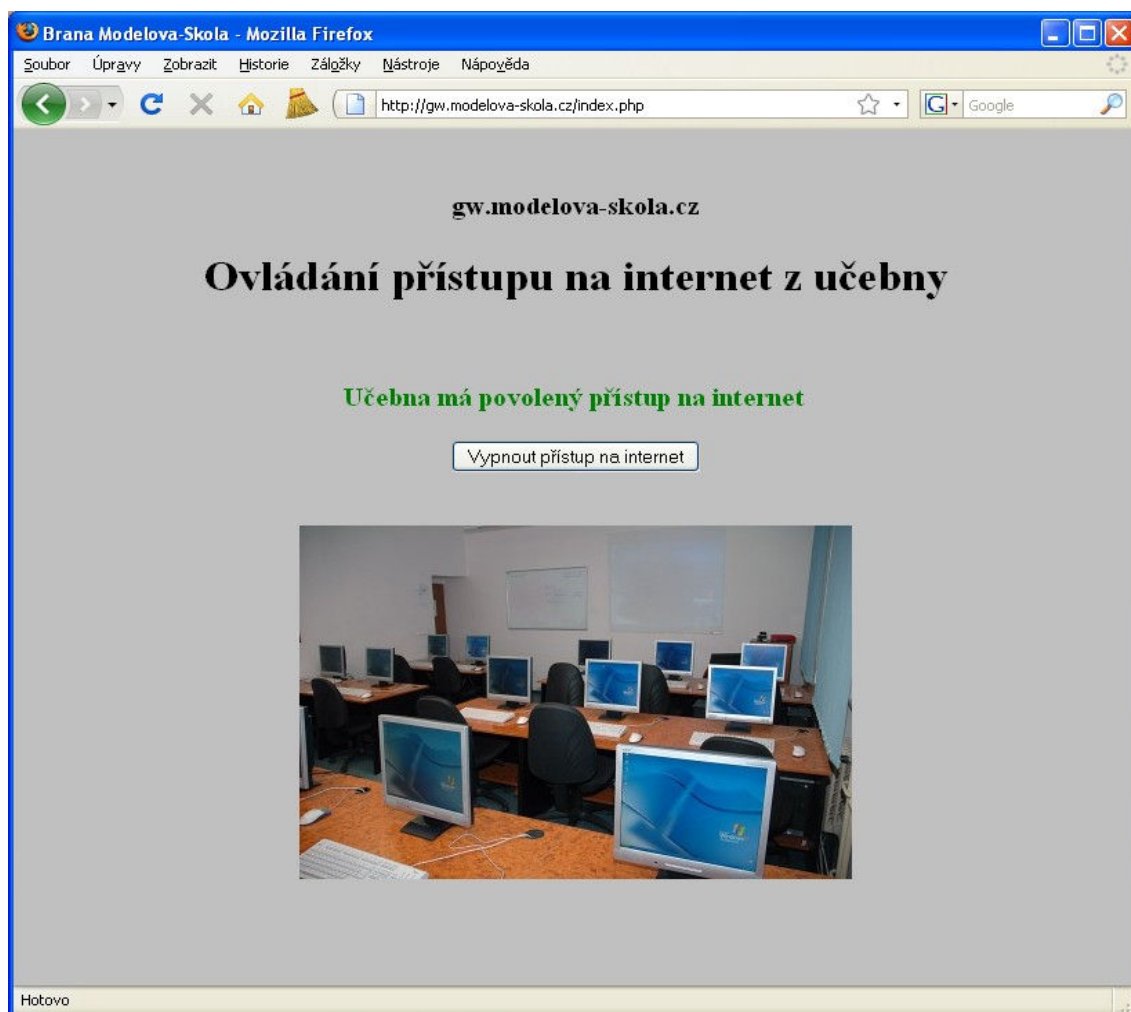 Brana Modelova-Skola - Mozilla Firefox
Soubor Úpravy Zobrazit Historie Záložky Nástroje Nápověda
http://gw.modelova-skola.cz/index.php G Google
gw.modelova-skola.cz
Ovládání přístupu na internet z učebny
Učebna má povolený přístup na internet
Vypnout přístup na internet
Hotovo